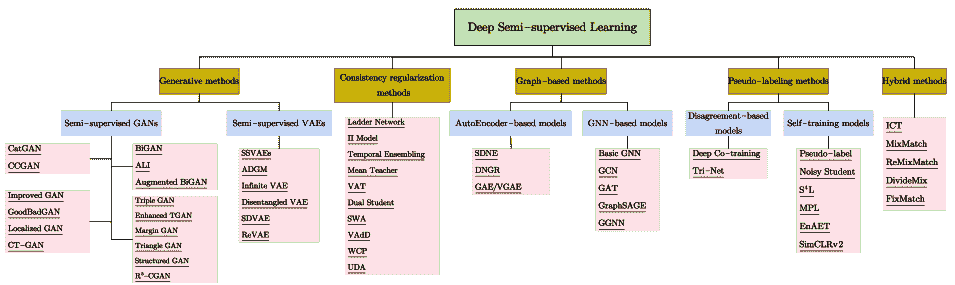 Deep Semi-supervised Learning
Generative methods
Consistency regularization
methods
Graph-based methods
Pseudo-labeling methods
Hybrid methods
Semi-supervised GANs
Semi-supervised VAEs
AutoEncoder-based models
GNN-based models
Disagreement-based
models
Self-training models
CatGAN
CCGAN
Improved GAN
GoodBadGAN
Localized GAN
CT-GAN
BiGAN
ALI
Augmented BiGAN
Triple GAN
Enhanced TGAN
Margin GAN
Triangle GAN
Structured GAN
R³-CGAN
SSVAEs
ADGM
Infinite VAE
Disentangled VAE
SDVAE
ReVAE
Ladder Network
Π Model
Temporal Ensembling
Mean Teacher
VAT
Dual Student
SWA
VAdD
WCP
UDA
SDNE
DNGR
GAE/VGAE
Basic GNN
GCN
GAT
GraphSAGE
GGNN
Deep Co-training
Tri-Net
Pseudo-label
Noisy Student
S⁴L
MPL
EnAET
SimCLRv2
ICT
MixMatch
ReMixMatch
DivideMix
FixMatch